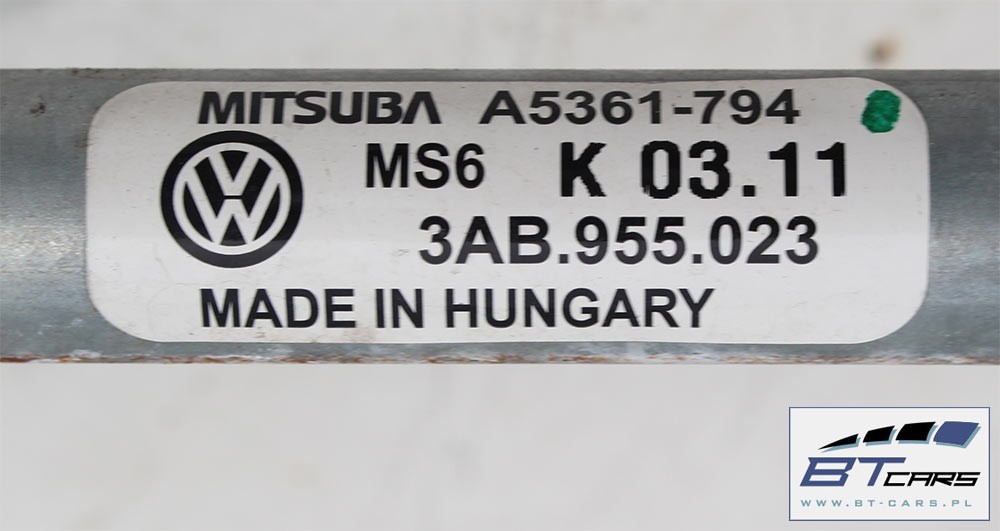 MITSUBA A5361-794
MS6 K 03.11
3AB.955.023
MADE IN HUNGARY
BT CARS
WWW.BT-CARS.PL